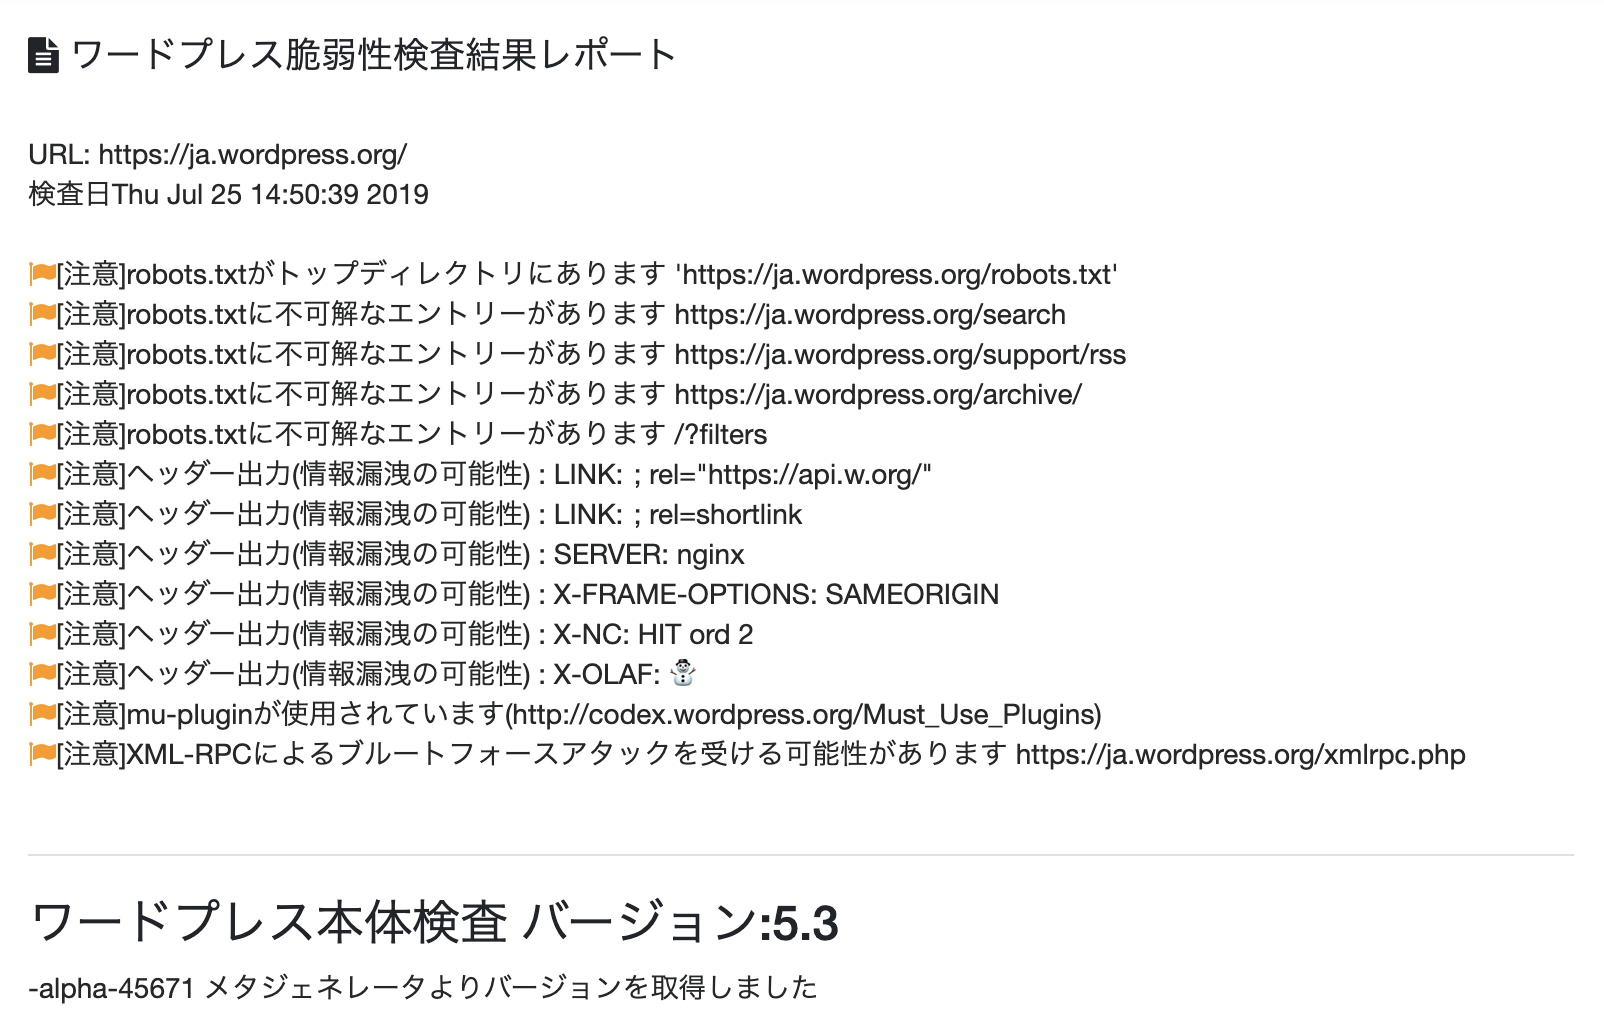 ワードプレス脆弱性検査結果レポート
URL: https://ja.wordpress.org/
検査日Thu Jul 25 14:50:39 2019
[注意]robots.txtがトップディレクトリにあります 'https://ja.wordpress.org/robots.txt'
[注意]robots.txtに不可解なエントリーがあります https://ja.wordpress.org/search
[注意]robots.txtに不可解なエントリーがあります https://ja.wordpress.org/support/rss
[注意]robots.txtに不可解なエントリーがあります https://ja.wordpress.org/archive/
[注意]robots.txtに不可解なエントリーがあります /?filters
[注意]ヘッダー出力(情報漏洩の可能性) : LINK: ; rel="https://api.w.org/"
[注意]ヘッダー出力(情報漏洩の可能性) : LINK: ; rel=shortlink
[注意]ヘッダー出力(情報漏洩の可能性) : SERVER: nginx
[注意]ヘッダー出力(情報漏洩の可能性) : X-FRAME-OPTIONS: SAMEORIGIN
[注意]ヘッダー出力(情報漏洩の可能性) : X-NC: HIT ord 2
[注意]ヘッダー出力(情報漏洩の可能性) : X-OLAF: ⛄
[注意]mu-pluginが使用されています(http://codex.wordpress.org/Must_Use_Plugins)
[注意]XML-RPCによるブルートフォースアタックを受ける可能性があります https://ja.wordpress.org/xmlrpc.php
ワードプレス本体検査 バージョン:5.3
-alpha-45671 メタジェネレータよりバージョンを取得しました